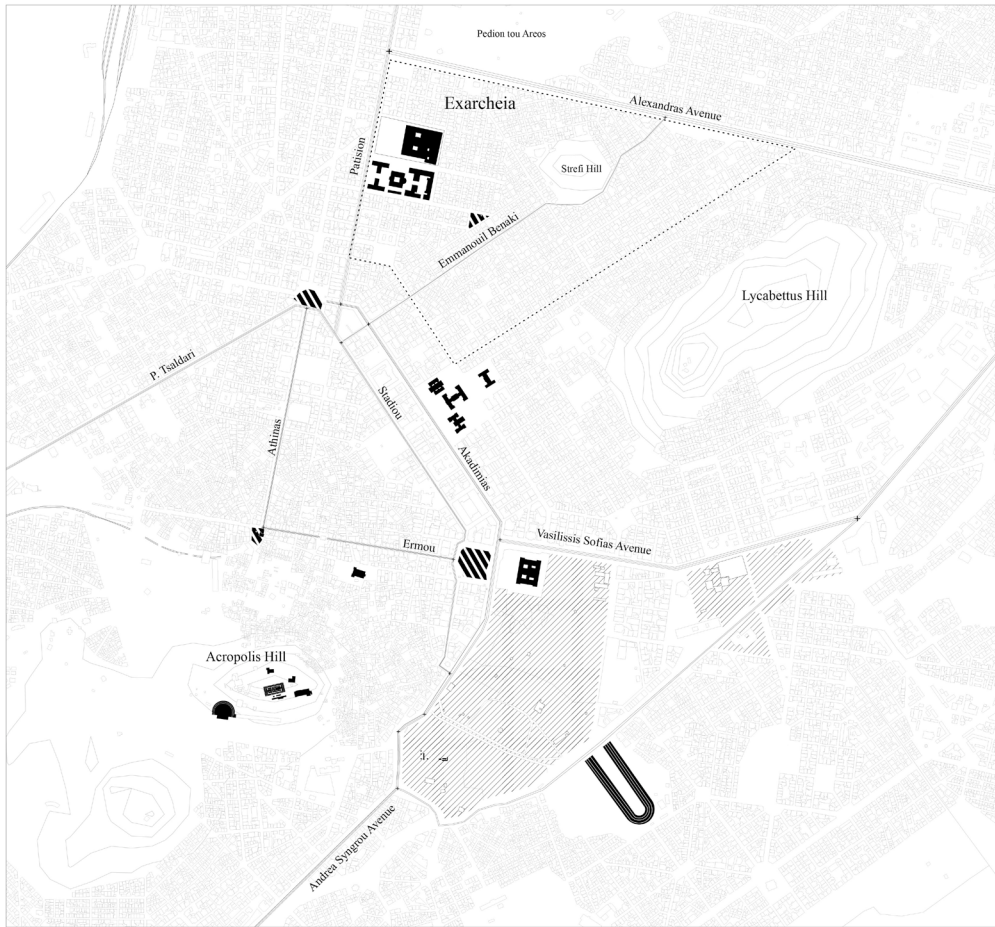 Pedion tou Areos
Exarcheia
Alexandras Avenue
Patision
Strefi Hill
Emmanouil Benaki
Lycabettus Hill
P. Tsaldari
Stadiou
Athinas
Akadimias
Vasilissis Sofias Avenue
Ermou
Acropolis Hill
Andrea Syngrou Avenue